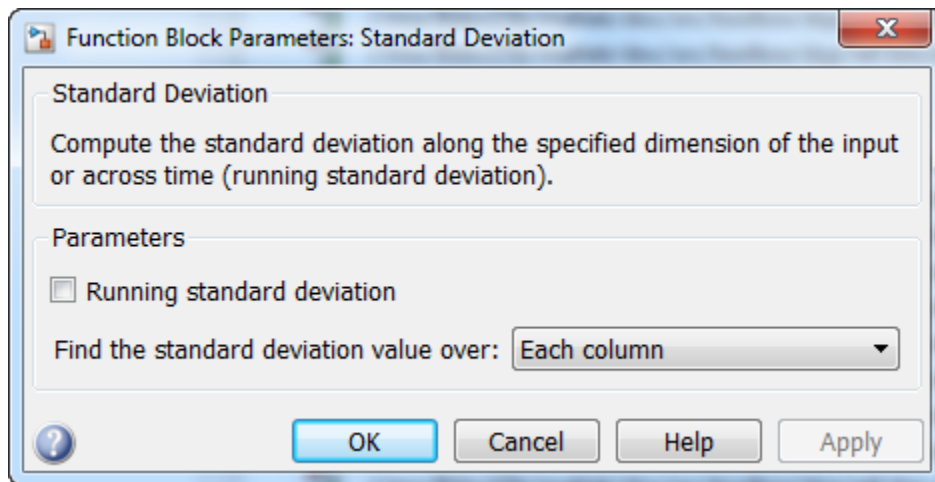 Function Block Parameters: Standard Deviation
Standard Deviation
Compute the standard deviation along the specified dimension of the input
or across time (running standard deviation).
Parameters
Running standard deviation
Find the standard deviation value over: Each column
? OK Cancel Help Apply